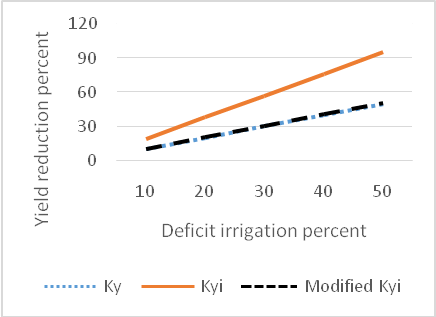 120
90
60
30
0
Yield reduction percent
10 20 30 40 50
Deficit irrigation percent
Ky Kyi Modified Kyi